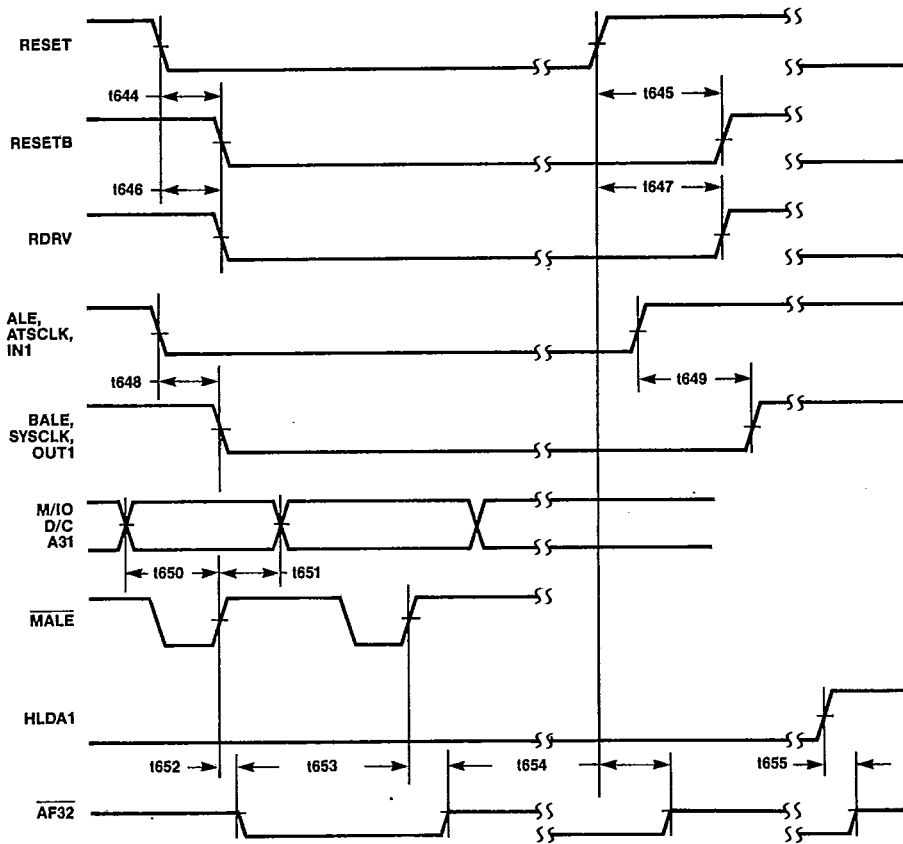 RESET
t644
t645
RESETB
t646
t647
RDRV
ALE,
ATSCLK,
IN1
t648
t649
BALE,
SYSCLK,
OUT1
M/IO
D/C
A31
t650
t651
MALE
HLDA1
t652
t653
t654
t655
AF32